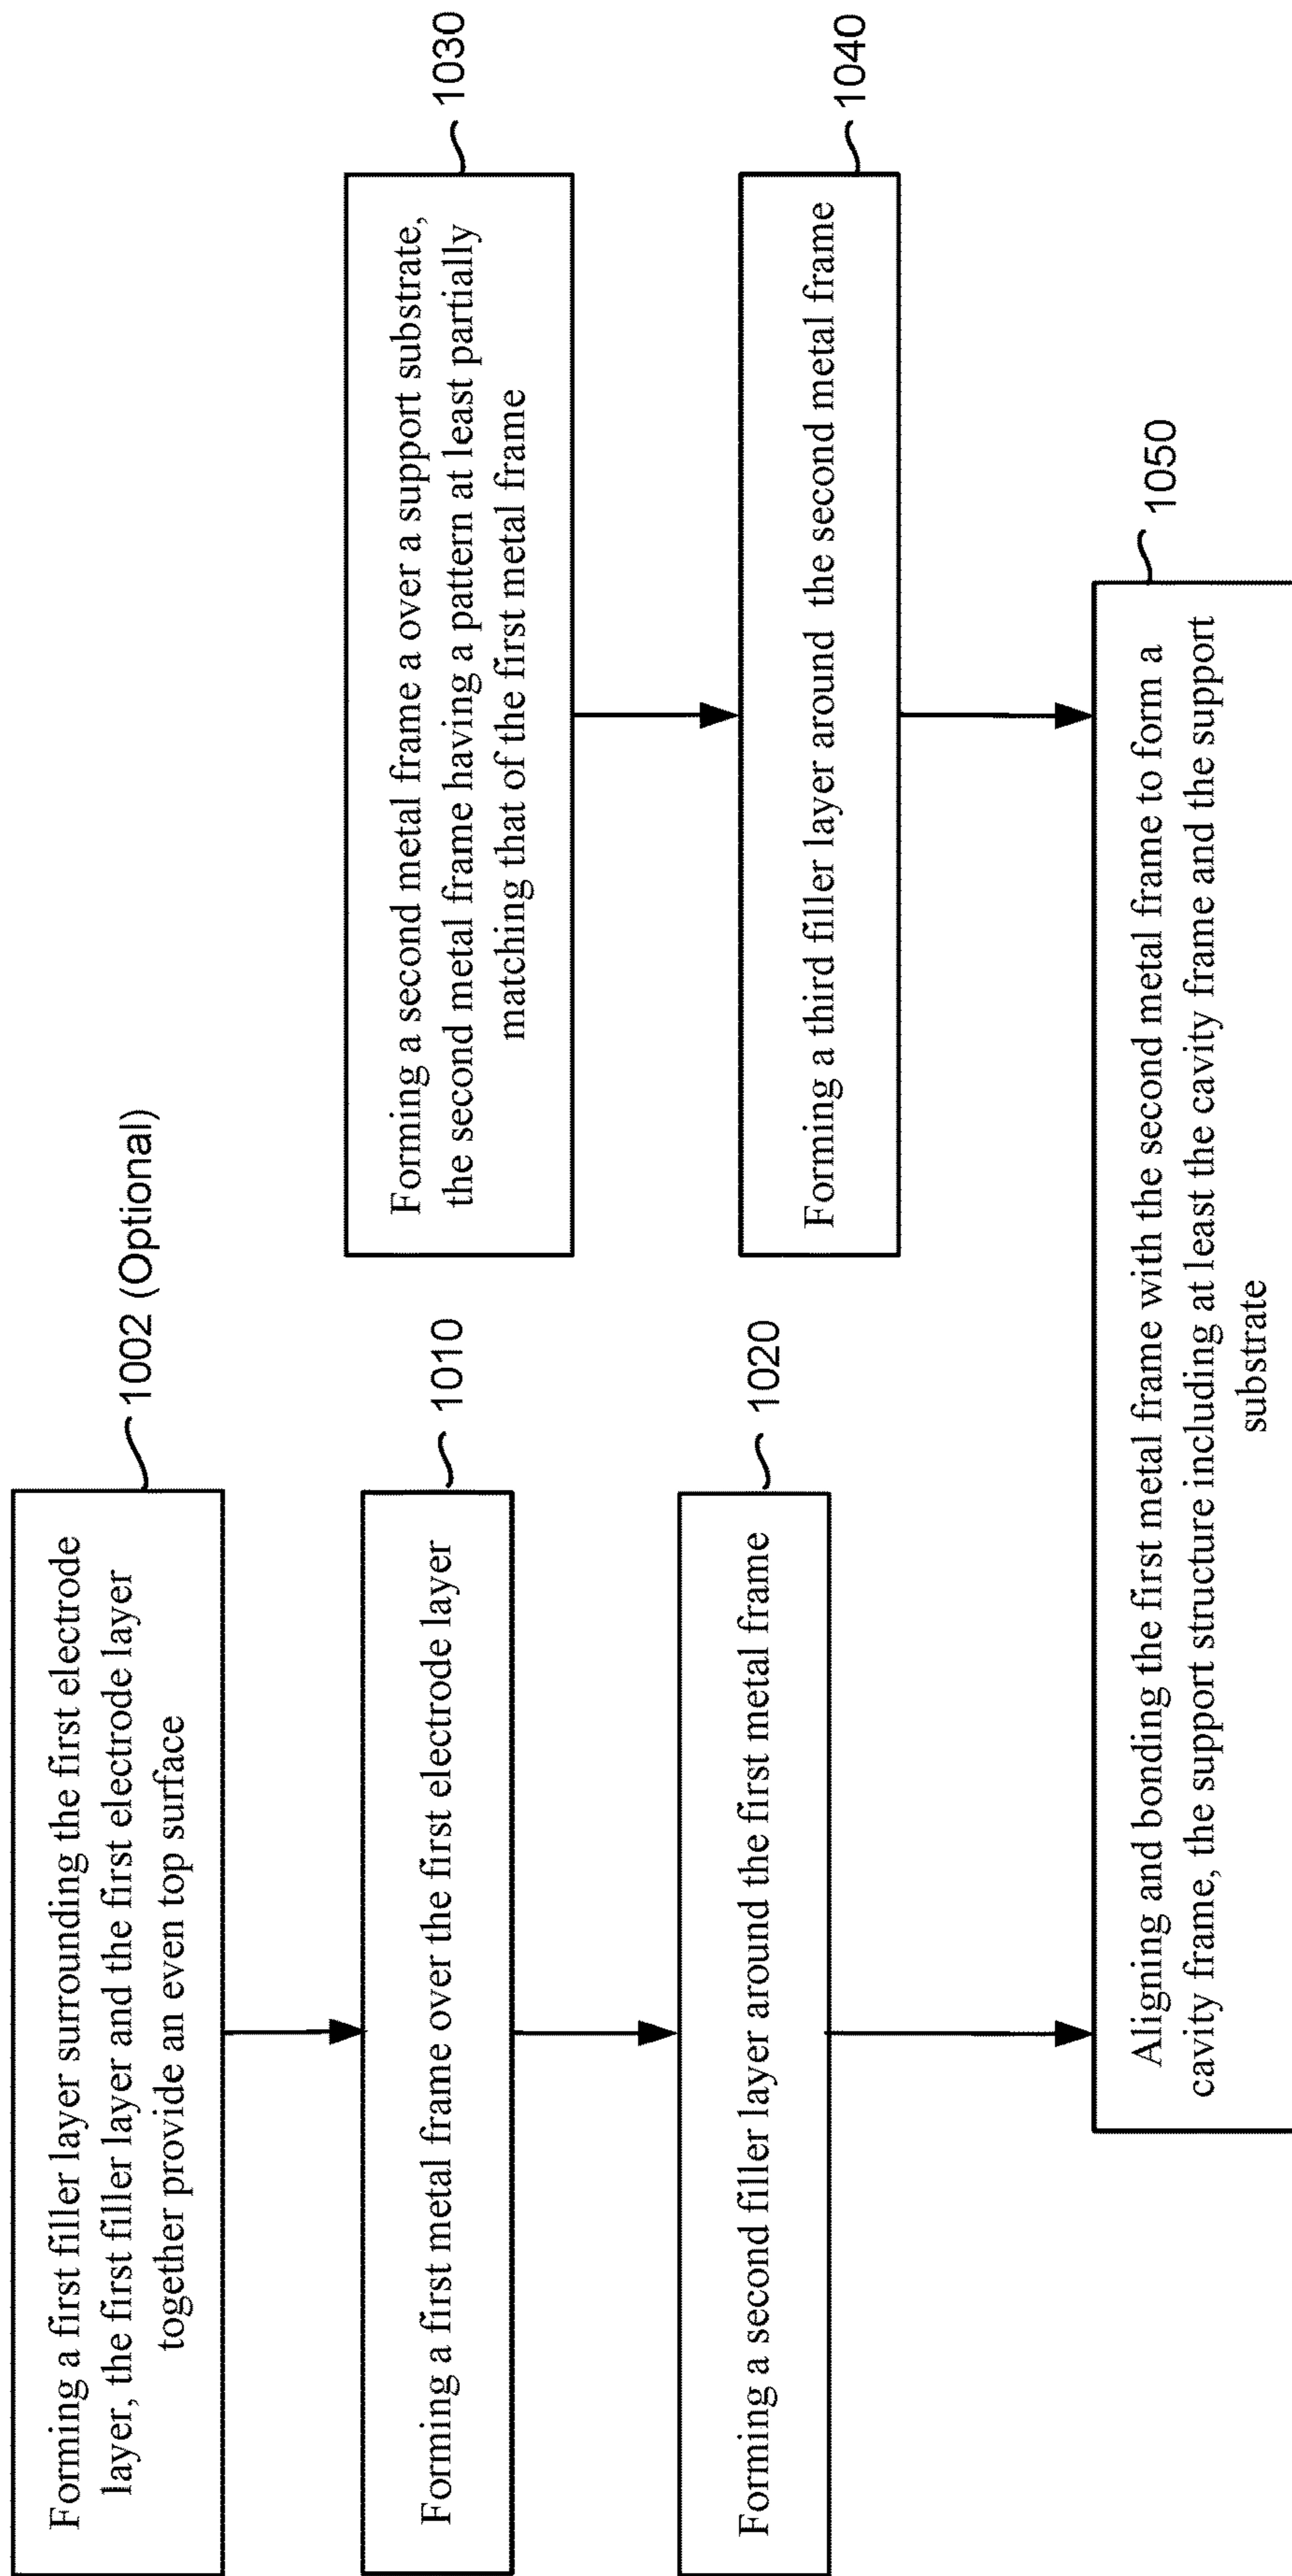 Forming a first filler layer surrounding the first electrode
layer, the first filler layer and the first electrode layer
together provide an even top surface
1002 (Optional)
Forming a first metal frame over the first electrode layer
1010
Forming a second filler layer around the first metal frame
1020
Forming a second metal frame a over a support substrate,
the second metal frame having a pattern at least partially
matching that of the first metal frame
1030
Forming a third filler layer around the second metal frame
1040
Aligning and bonding the first metal frame with the second metal frame to form a
cavity frame, the support structure including at least the cavity frame and the support
substrate
1050